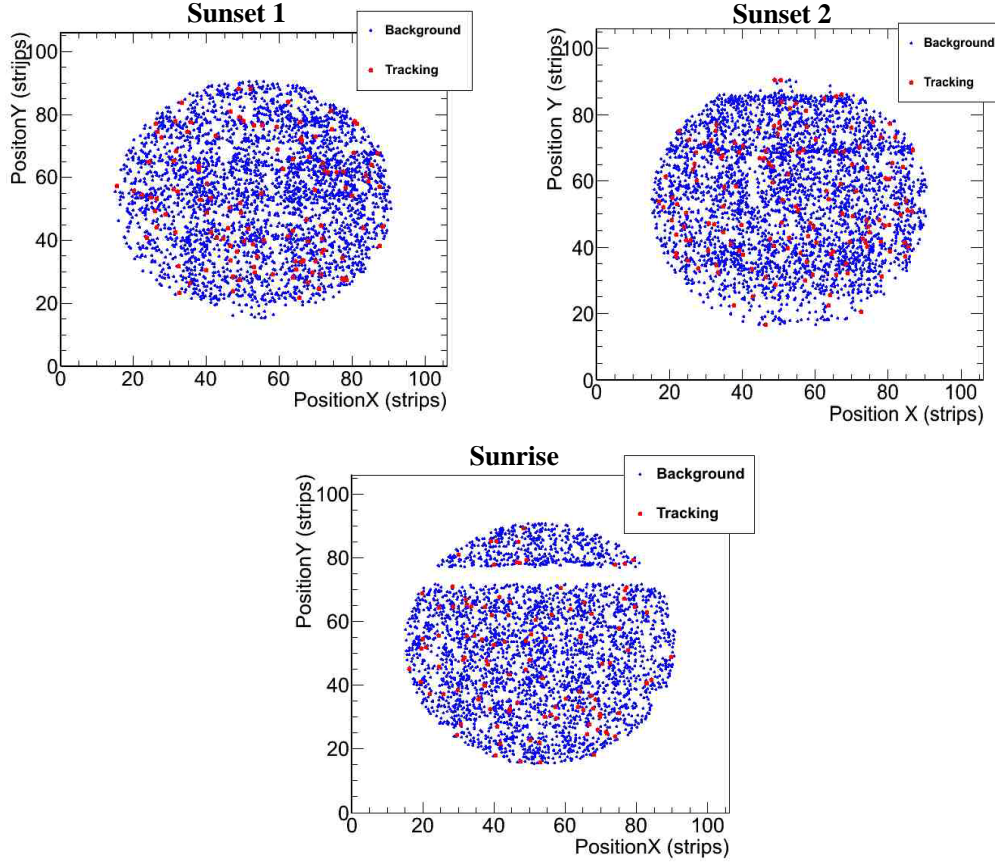 Sunset 1
Background
Tracking
PositonY (strijps)
100
80
60
40
20
0
0 20 40 60 80 100
PositionX (strips)
Sunset 2
Background
Tracking
Position Y (strips)
100
80
60
40
20
0
0 20 40 60 80 100
Position X (strips)
Sunrise
Background
Tracking
PositionY (strips)
100
80
60
40
20
0
0 20 40 60 80 100
PositionX (strips)